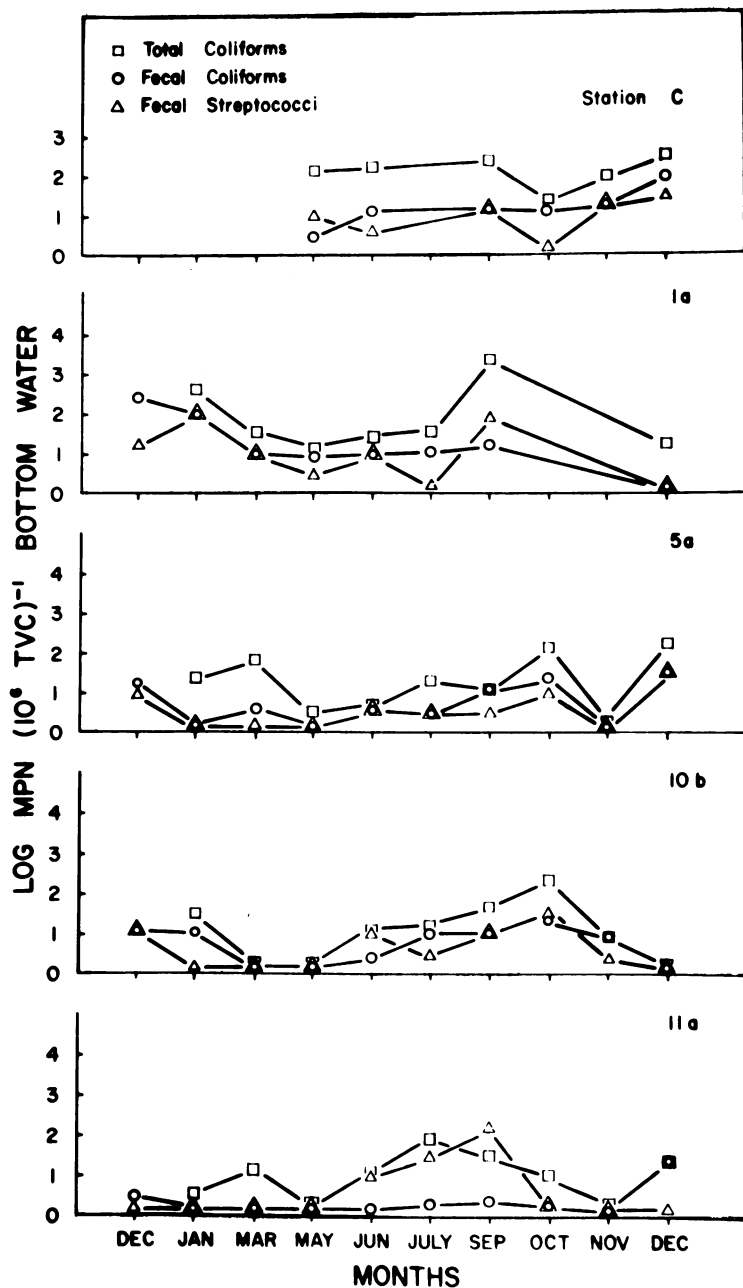 □ Total Coliforms
○ Fecal Coliforms
△ Fecal Streptococci
Station C
3
2
1
0
1a
4
3
2
1
0
5a
4
3
2
1
0
10b
4
3
2
1
0
11a
4
3
2
1
0
DEC JAN MAR MAY JUN JULY SEP OCT NOV DEC
MONTHS
LOG MPN (10⁶ TVC)⁻¹ BOTTOM WATER